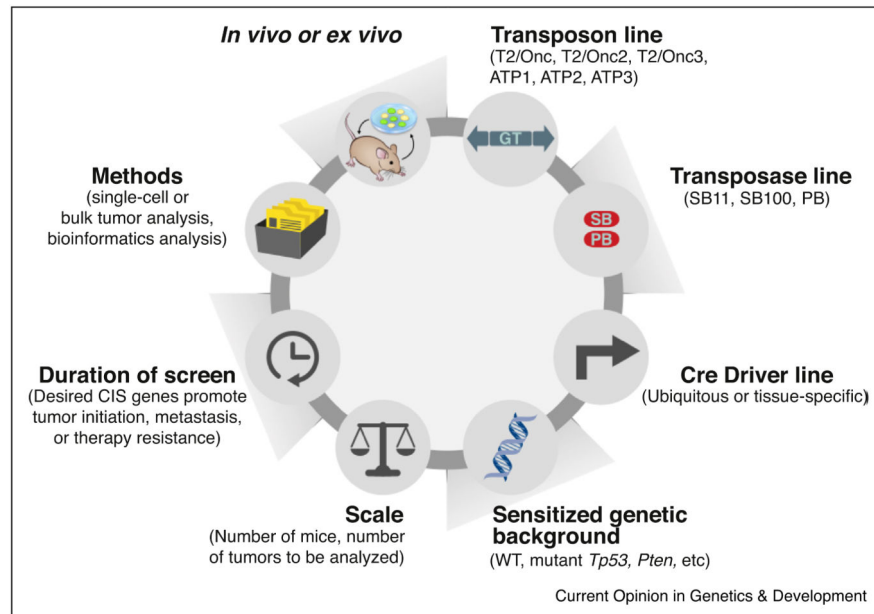 In vivo or ex vivo
Transposon line
(T2/Onc, T2/Onc2, T2/Onc3,
ATP1, ATP2, ATP3)
GT
Transposase line
(SB11, SB100, PB)
SB
PB
Cre Driver line
(Ubiquitous or tissue-specific)
Sensitized genetic
background
(WT, mutant Tp53, Pten, etc)
Scale
(Number of mice, number
of tumors to be analyzed)
Duration of screen
(Desired CIS genes promote
tumor initiation, metastasis,
or therapy resistance)
Methods
(single-cell or
bulk tumor analysis,
bioinformatics analysis)
Current Opinion in Genetics & Development